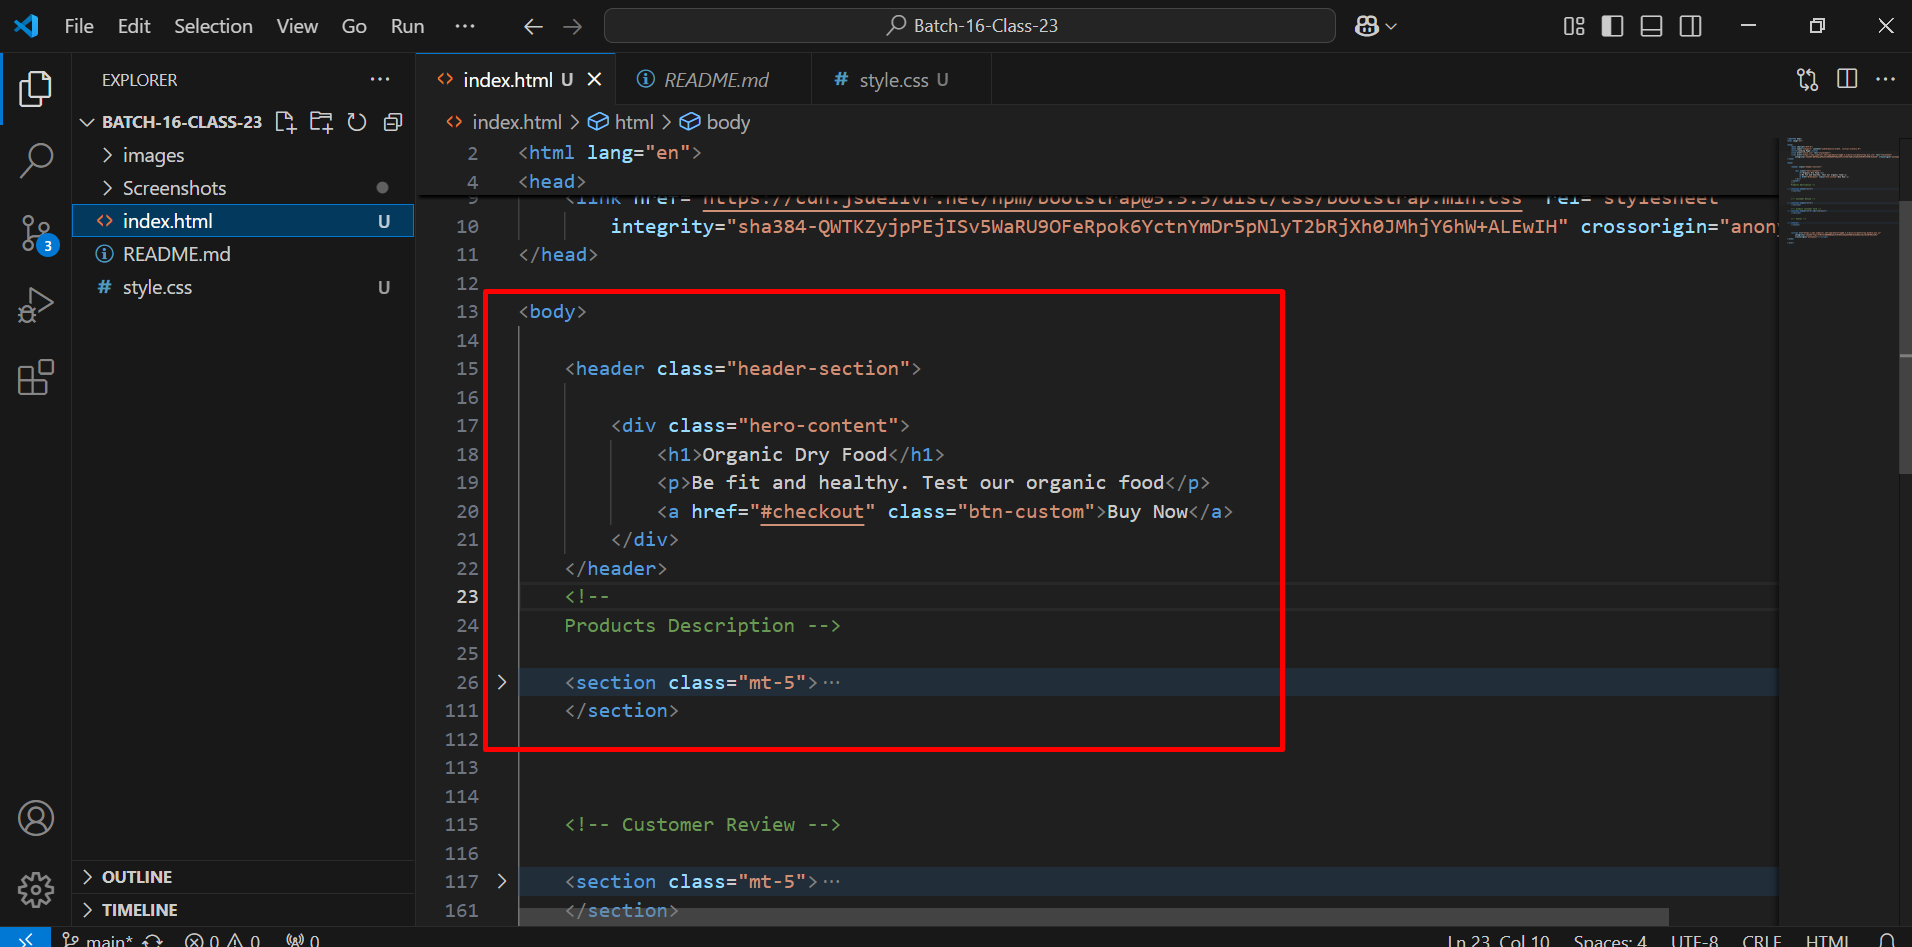 File Edit Selection View Go Run ··· Batch-16-Class-23
EXPLORER ···
BATCH-16-CLASS-23
images
Screenshots
index.html U
README.md
style.css U
OUTLINE
TIMELINE
index.html U README.md style.css U
index.html > html > body
2 <html lang="en">
4 <head>
9 <link href="https://cdn.jsdelivr.net/npm/bootstrap@5.3.3/dist/css/bootstrap.min.css" rel="stylesheet"
10 integrity="sha384-QWTKZyjpPEjISv5WaRU9OFeRpok6YctnYmDr5pNlyT2bRjXh0JMhjY6hW+ALEwIH" crossorigin="anony
11 </head>
12
13 <body>
14
15 <header class="header-section">
16
17 <div class="hero-content">
18 <h1>Organic Dry Food</h1>
19 <p>Be fit and healthy. Test our organic food</p>
20 <a href="#checkout" class="btn-custom">Buy Now</a>
21 </div>
22 </header>
23 <!--
24 Products Description -->
25
26 <section class="mt-5">···
111 </section>
112
113
114
115 <!-- Customer Review -->
116
117 <section class="mt-5">···
161 </section>
3
main* 0 0 0 Ln 23, Col 10 Spaces: 4 UTF-8 CRLF HTML